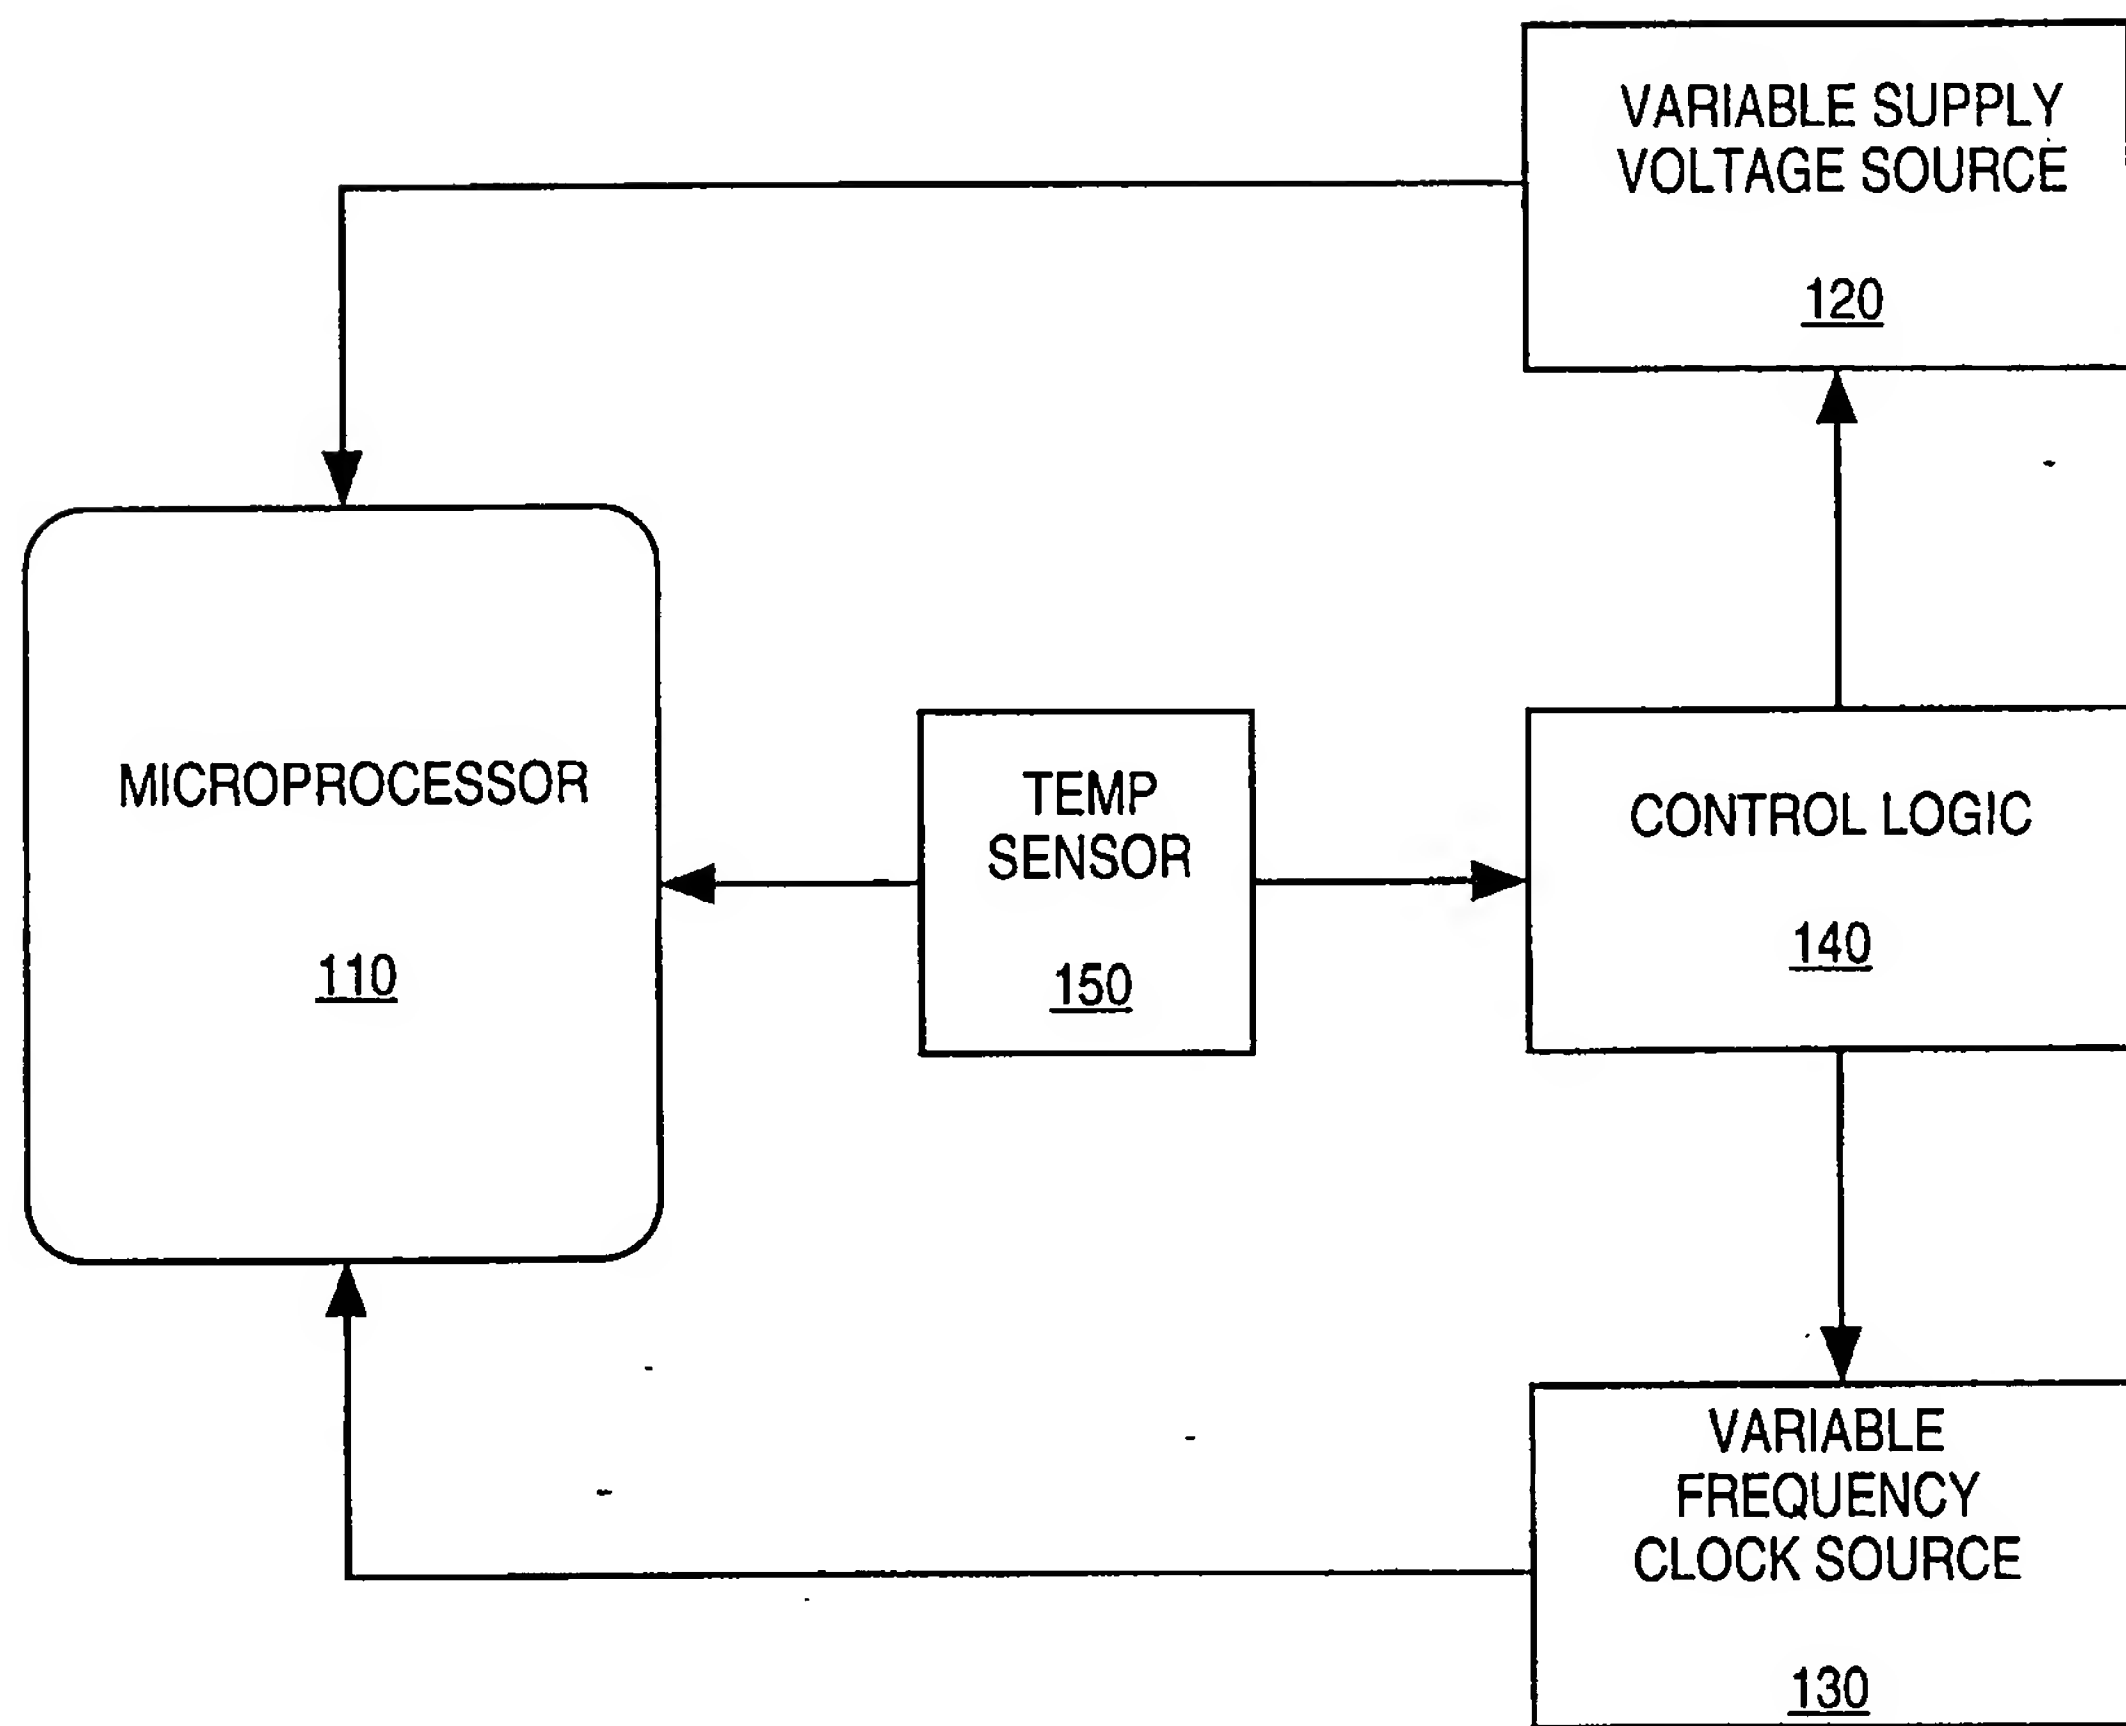 VARIABLE SUPPLY
VOLTAGE SOURCE
120
MICROPROCESSOR
110
TEMP
SENSOR
150
CONTROL LOGIC
140
VARIABLE
FREQUENCY
CLOCK SOURCE
130